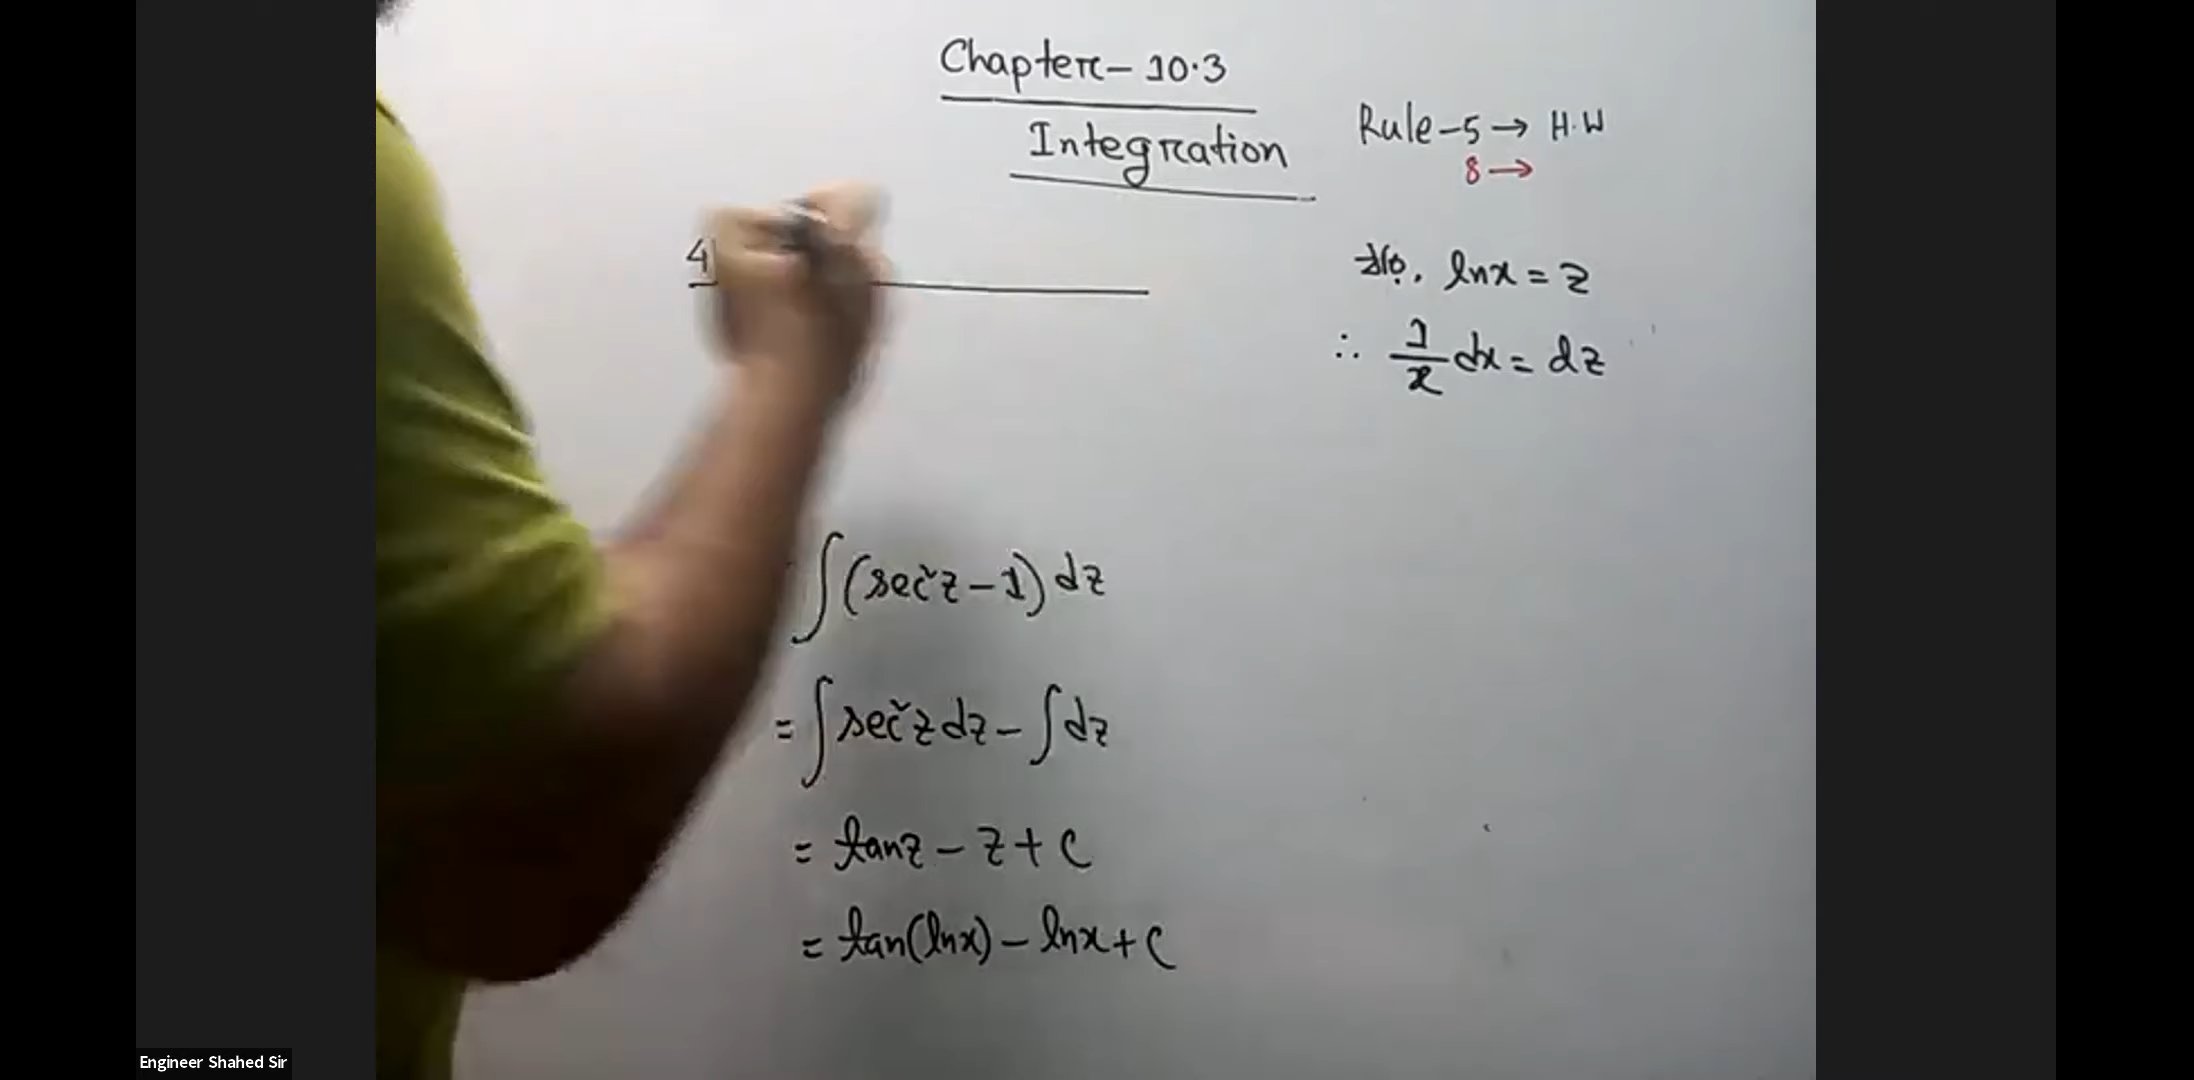 Chapter - 10.3
Integration
Rule-5 → H.W
8 →
4)
ধরি, lnx = z
∴ 1/x dx = dz
∫(sec²z - 1) dz
= ∫sec²z dz - ∫dz
= tanz - z + c
= tan(lnx) - lnx + c
Engineer Shahed Sir